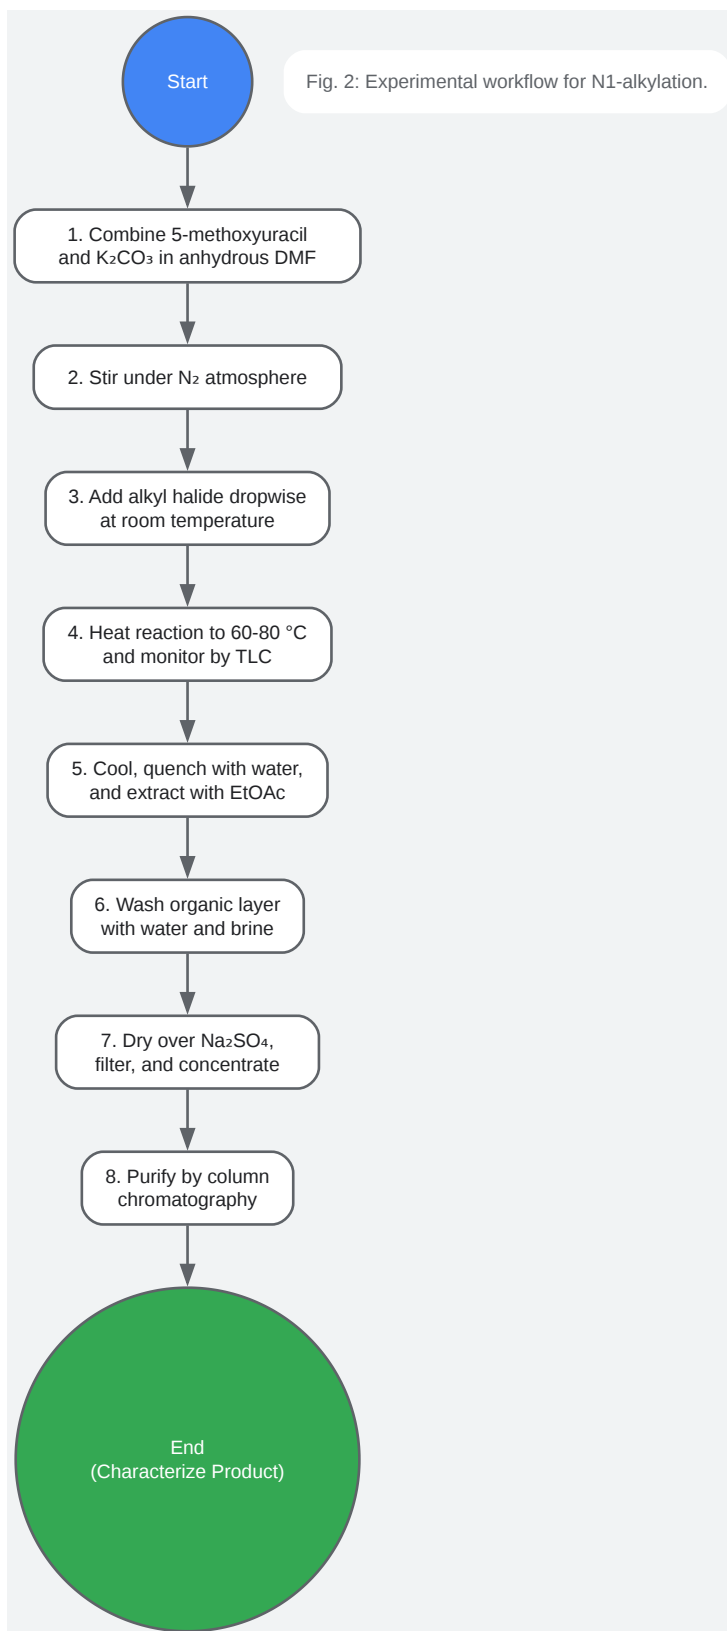 Start
Fig. 2: Experimental workflow for N1-alkylation.
1. Combine 5-methoxyuracil
and K₂CO₃ in anhydrous DMF
2. Stir under N₂ atmosphere
3. Add alkyl halide dropwise
at room temperature
4. Heat reaction to 60-80 °C
and monitor by TLC
5. Cool, quench with water,
and extract with EtOAc
6. Wash organic layer
with water and brine
7. Dry over Na₂SO₄,
filter, and concentrate
8. Purify by column
chromatography
End
(Characterize Product)